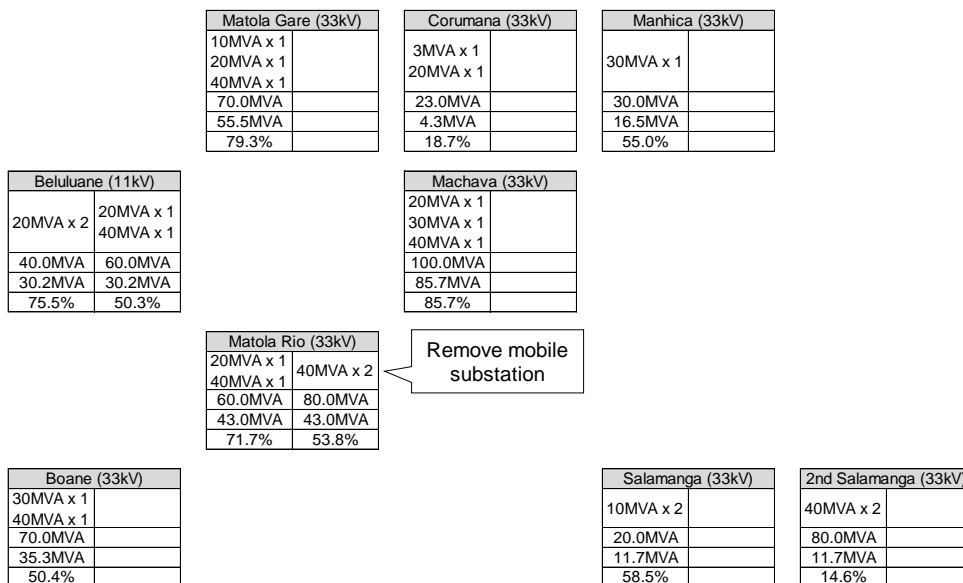 Matola Gare (33kV)
10MVA x 1
20MVA x 1
40MVA x 1
70.0MVA
55.5MVA
79.3%
Corumana (33kV)
3MVA x 1
20MVA x 1
23.0MVA
4.3MVA
18.7%
Manhica (33kV)
30MVA x 1
30.0MVA
16.5MVA
55.0%
Beluluane (11kV)
20MVA x 2
20MVA x 1
40MVA x 1
40.0MVA 60.0MVA
30.2MVA 30.2MVA
75.5% 50.3%
Machava (33kV)
20MVA x 1
30MVA x 1
40MVA x 1
100.0MVA
85.7MVA
85.7%
Matola Rio (33kV)
20MVA x 1
40MVA x 1
40MVA x 2
60.0MVA 80.0MVA
43.0MVA 43.0MVA
71.7% 53.8%
Remove mobile
substation
Boane (33kV)
30MVA x 1
40MVA x 1
70.0MVA
35.3MVA
50.4%
Salamanga (33kV)
10MVA x 2
20.0MVA
11.7MVA
58.5%
2nd Salamanga (33kV)
40MVA x 2
80.0MVA
11.7MVA
14.6%